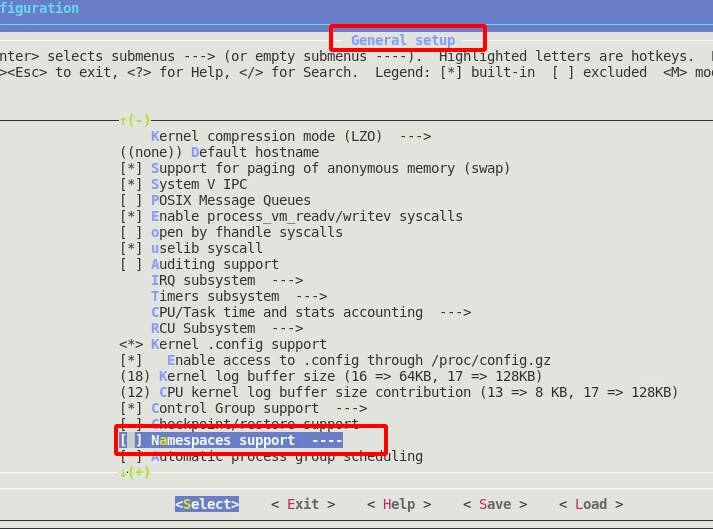 figuration
General setup
nter> selects submenus ---> (or empty submenus ----). Highlighted letters are hotkeys.
><Esc> to exit, <?> for Help, </> for Search. Legend: [*] built-in [ ] excluded <M> mo
↑(-)
Kernel compression mode (LZO) --->
((none)) Default hostname
[*] Support for paging of anonymous memory (swap)
[*] System V IPC
[ ] POSIX Message Queues
[*] Enable process_vm_readv/writev syscalls
[ ] open by fhandle syscalls
[*] uselib syscall
[ ] Auditing support
IRQ subsystem --->
Timers subsystem --->
CPU/Task time and stats accounting --->
RCU Subsystem --->
<*> Kernel .config support
[*] Enable access to .config through /proc/config.gz
(18) Kernel log buffer size (16 => 64KB, 17 => 128KB)
(12) CPU kernel log buffer size contribution (13 => 8 KB, 17 => 128KB)
[*] Control Group support --->
[ ] Checkpoint/restore support
[ ] Namespaces support ----
[ ] Automatic process group scheduling
↓(+)
<Select> < Exit > < Help > < Save > < Load >